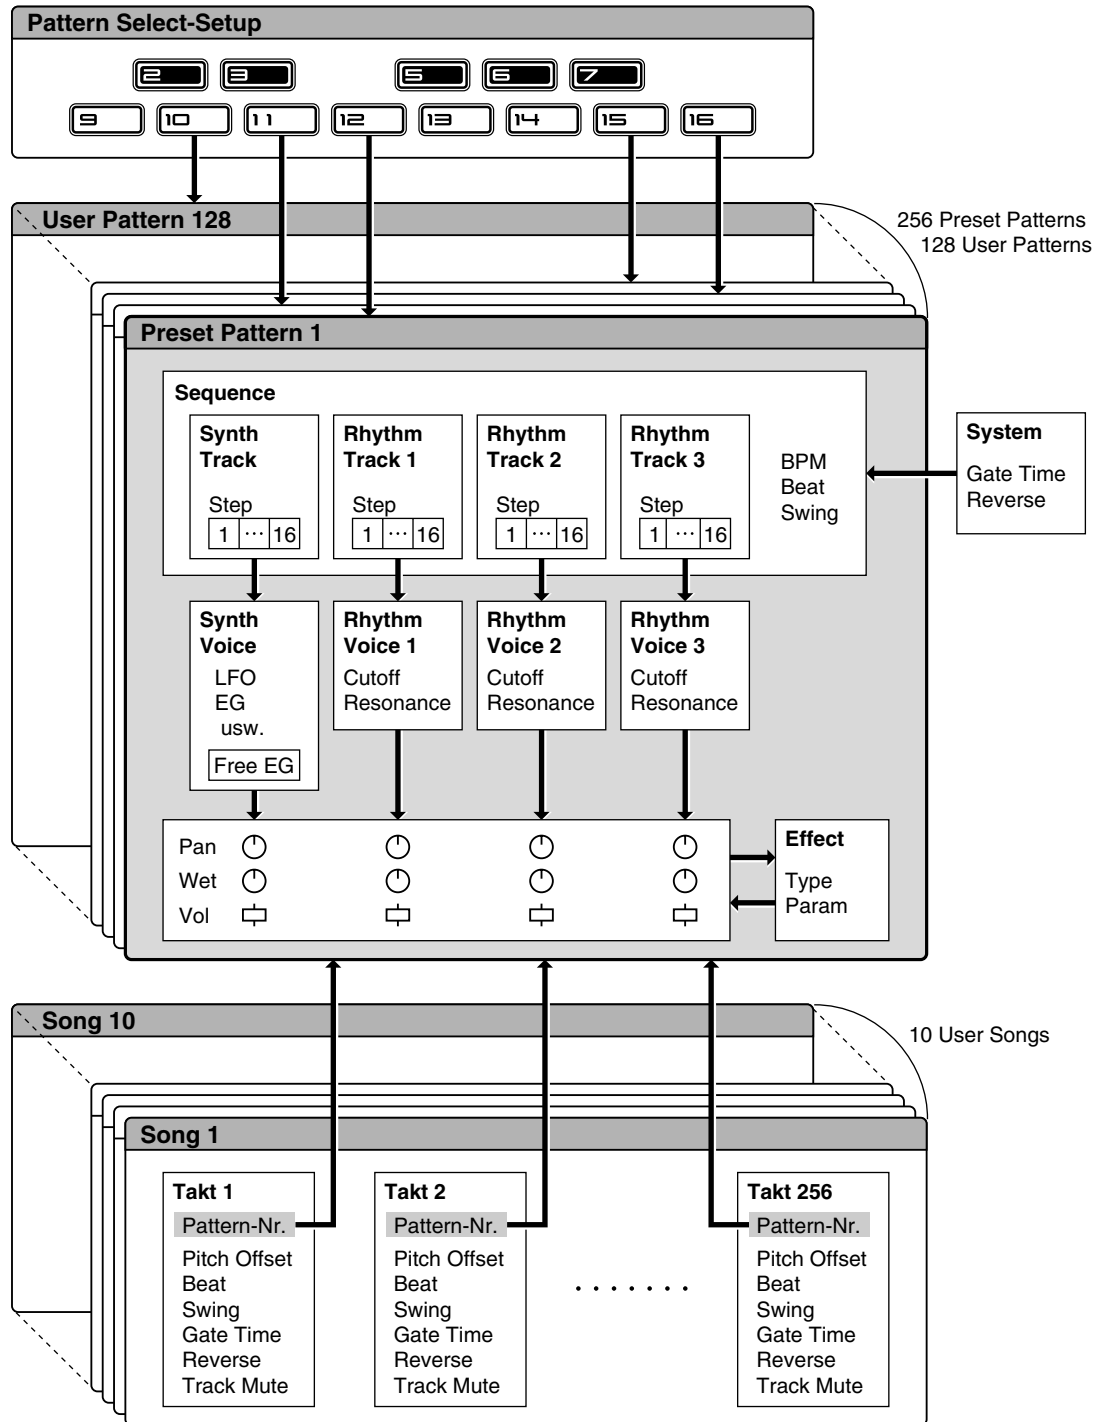 Pattern Select-Setup
2 3 5 6 7
9 10 11 12 13 14 15 16
User Pattern 128
256 Preset Patterns
128 User Patterns
Preset Pattern 1
Sequence
Synth
Track
Step
1 ... 16
Rhythm
Track 1
Step
1 ... 16
Rhythm
Track 2
Step
1 ... 16
Rhythm
Track 3
Step
1 ... 16
BPM
Beat
Swing
System
Gate Time
Reverse
Synth
Voice
LFO
EG
usw.
Free EG
Rhythm
Voice 1
Cutoff
Resonance
Rhythm
Voice 2
Cutoff
Resonance
Rhythm
Voice 3
Cutoff
Resonance
Pan
Wet
Vol
Effect
Type
Param
Song 10
10 User Songs
Song 1
Takt 1
Pattern-Nr.
Pitch Offset
Beat
Swing
Gate Time
Reverse
Track Mute
Takt 2
Pattern-Nr.
Pitch Offset
Beat
Swing
Gate Time
Reverse
Track Mute
. . . . . . .
Takt 256
Pattern-Nr.
Pitch Offset
Beat
Swing
Gate Time
Reverse
Track Mute